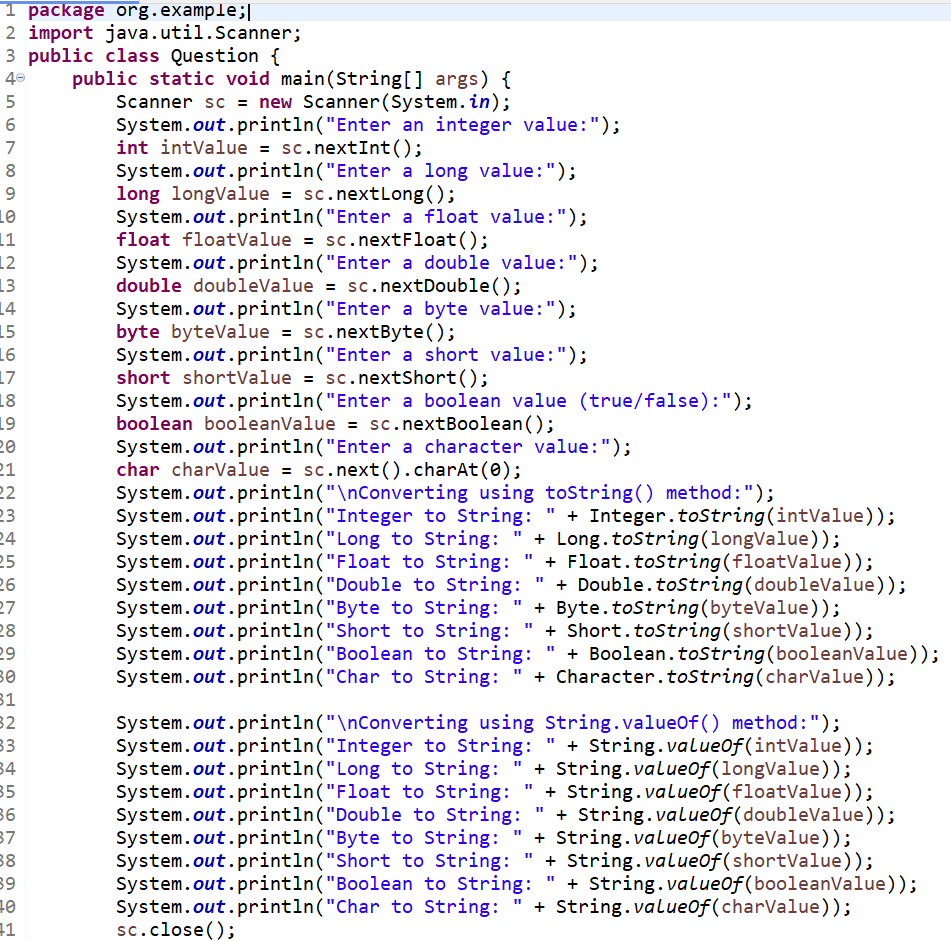 1 package org.example;
2 import java.util.Scanner;
3 public class Question {
4     public static void main(String[] args) {
5         Scanner sc = new Scanner(System.in);
6         System.out.println("Enter an integer value:");
7         int intValue = sc.nextInt();
8         System.out.println("Enter a long value:");
9         long longValue = sc.nextLong();
10         System.out.println("Enter a float value:");
11         float floatValue = sc.nextFloat();
12         System.out.println("Enter a double value:");
13         double doubleValue = sc.nextDouble();
14         System.out.println("Enter a byte value:");
15         byte byteValue = sc.nextByte();
16         System.out.println("Enter a short value:");
17         short shortValue = sc.nextShort();
18         System.out.println("Enter a boolean value (true/false):");
19         boolean booleanValue = sc.nextBoolean();
20         System.out.println("Enter a character value:");
21         char charValue = sc.next().charAt(0);
22         System.out.println("\nConverting using toString() method:");
23         System.out.println("Integer to String: " + Integer.toString(intValue));
24         System.out.println("Long to String: " + Long.toString(longValue));
25         System.out.println("Float to String: " + Float.toString(floatValue));
26         System.out.println("Double to String: " + Double.toString(doubleValue));
27         System.out.println("Byte to String: " + Byte.toString(byteValue));
28         System.out.println("Short to String: " + Short.toString(shortValue));
29         System.out.println("Boolean to String: " + Boolean.toString(booleanValue));
30         System.out.println("Char to String: " + Character.toString(charValue));
31
32         System.out.println("\nConverting using String.valueOf() method:");
33         System.out.println("Integer to String: " + String.valueOf(intValue));
34         System.out.println("Long to String: " + String.valueOf(longValue));
35         System.out.println("Float to String: " + String.valueOf(floatValue));
36         System.out.println("Double to String: " + String.valueOf(doubleValue));
37         System.out.println("Byte to String: " + String.valueOf(byteValue));
38         System.out.println("Short to String: " + String.valueOf(shortValue));
39         System.out.println("Boolean to String: " + String.valueOf(booleanValue));
40         System.out.println("Char to String: " + String.valueOf(charValue));
41         sc.close();